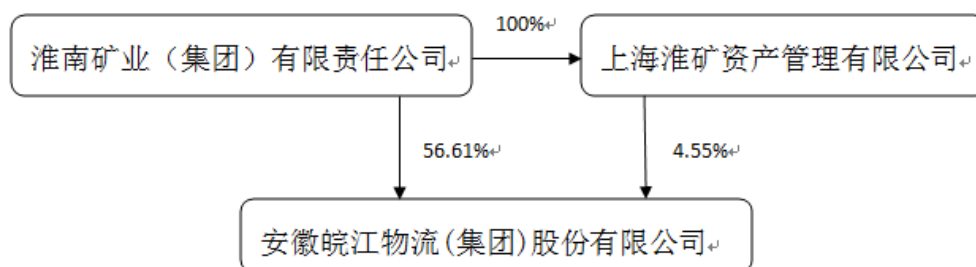 100%
淮南矿业（集团）有限责任公司
上海淮矿资产管理有限公司
56.61%
4.55%
安徽皖江物流(集团)股份有限公司